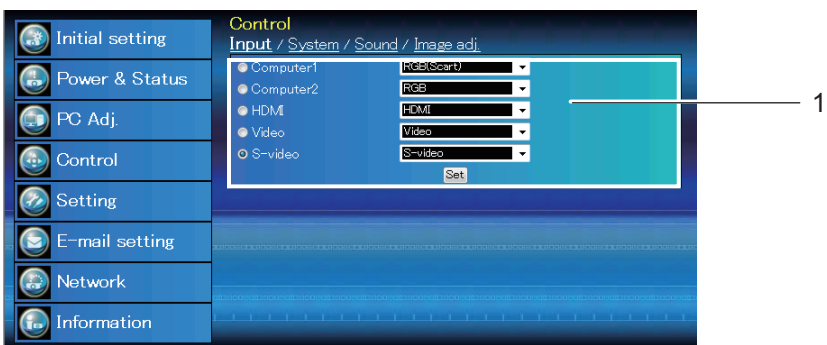 Initial setting
Power & Status
PC Adj.
Control
Setting
E-mail setting
Network
Information
Control
Input / System / Sound / Image adj.
Computer1 RGB(Scart)
Computer2 RGB
HDMI HDMI
Video Video
S-video S-video
Set
1